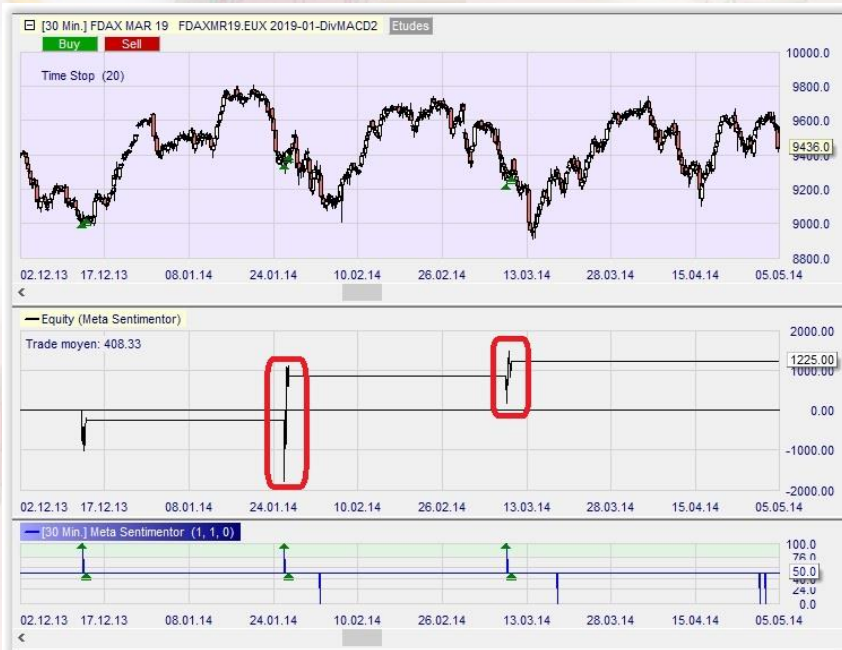 [30 Min.] FDAX MAR 19 FDAXMR19.EUX 2019-01-DivMACD2 Etudes
Buy Sell
Time Stop (20)
10000.0
9800.0
9600.0
9436.0
9400.0
9200.0
9000.0
8800.0
02.12.13 17.12.13 08.01.14 24.01.14 10.02.14 26.02.14 13.03.14 28.03.14 15.04.14 05.05.14
Equity (Meta Sentimentor)
Trade moyen: 408.33
2000.00
1225.00
1000.00
0.00
-1000.00
-2000.00
02.12.13 17.12.13 08.01.14 24.01.14 10.02.14 26.02.14 13.03.14 28.03.14 15.04.14 05.05.14
[30 Min.] Meta Sentimentor (1, 1, 0)
100.0
76.0
50.0
24.0
0.0
02.12.13 17.12.13 08.01.14 24.01.14 10.02.14 26.02.14 13.03.14 28.03.14 15.04.14 05.05.14